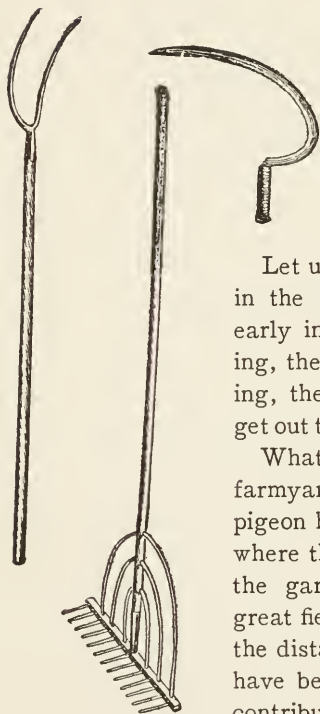 Let u
in the
early in
ing, the
ing, the
get out t
What
farmyar
pigeon h
where th
the gar
great fie
the dista
have be
contribu